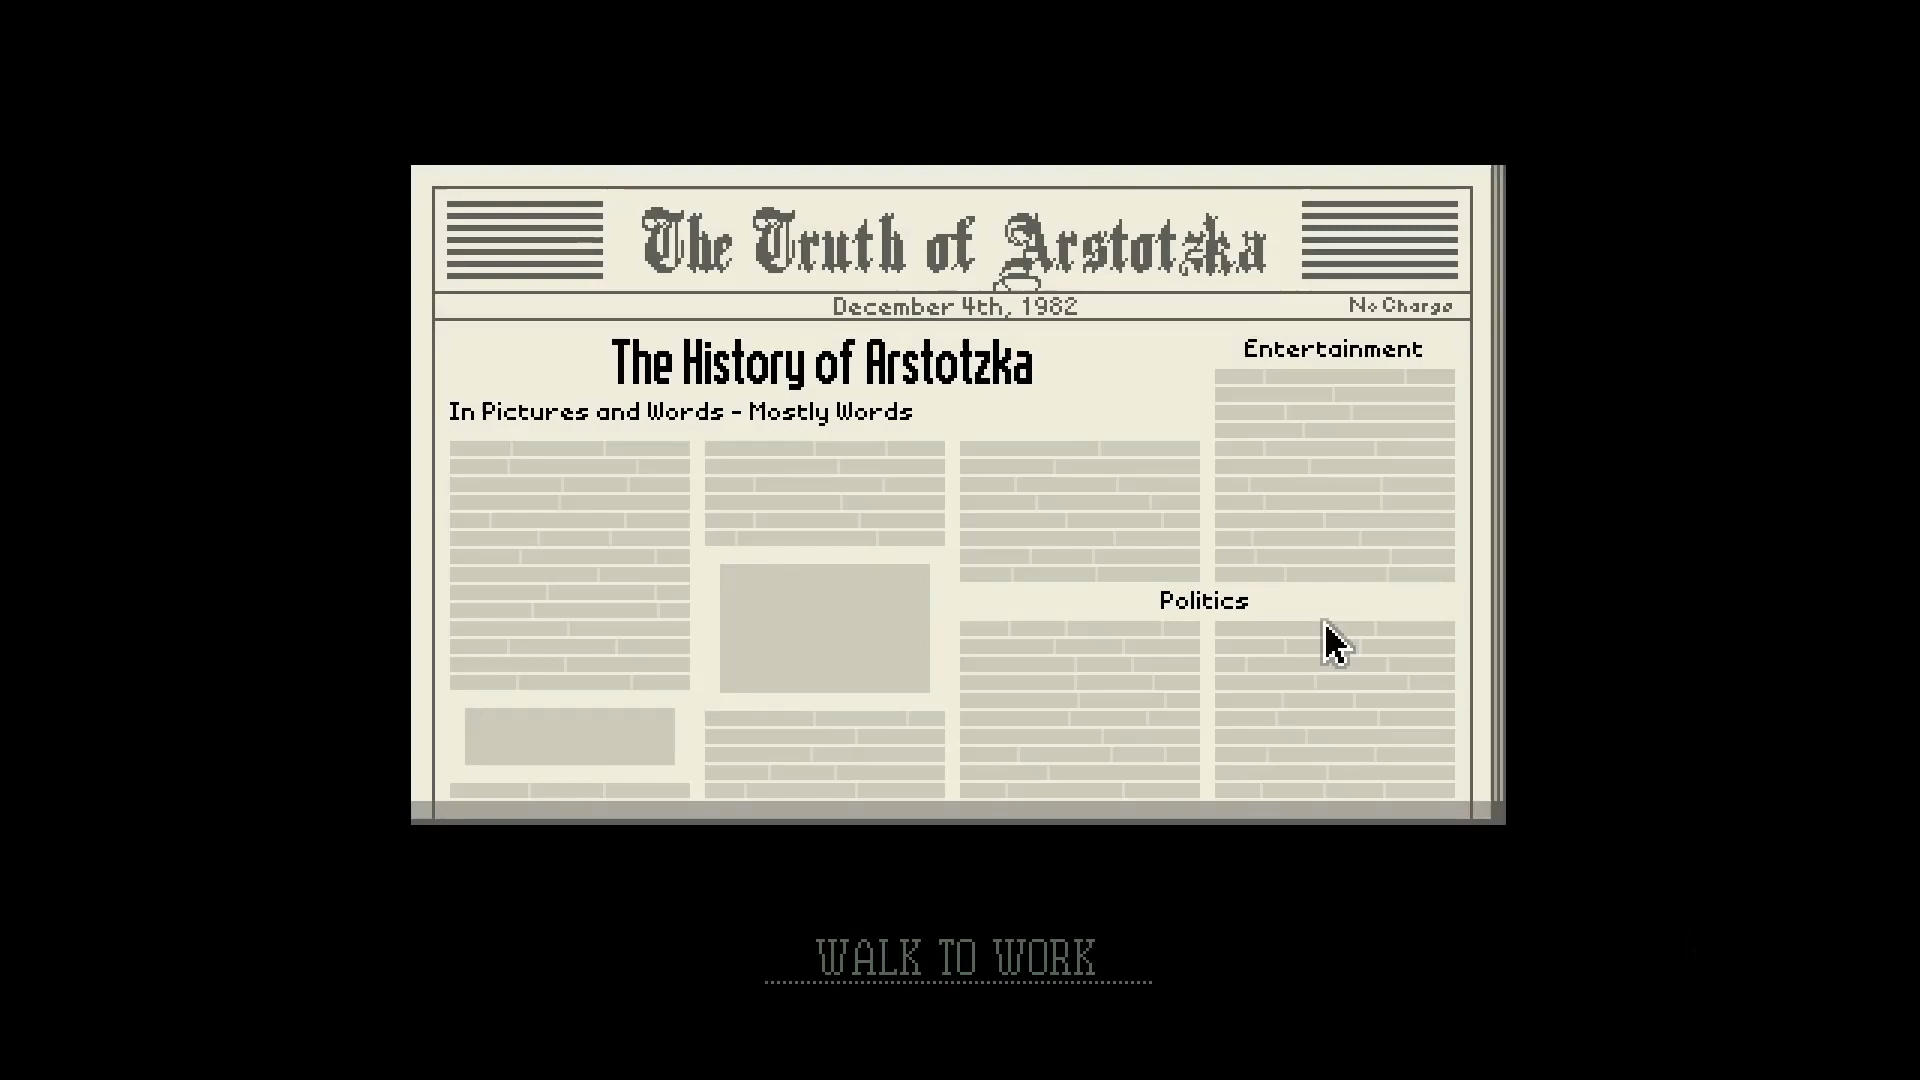 The Truth of Arstotzka
December 4th, 1982
No Charge
The History of Arstotzka
In Pictures and Words - Mostly Words
Entertainment
Politics
WALK TO WORK